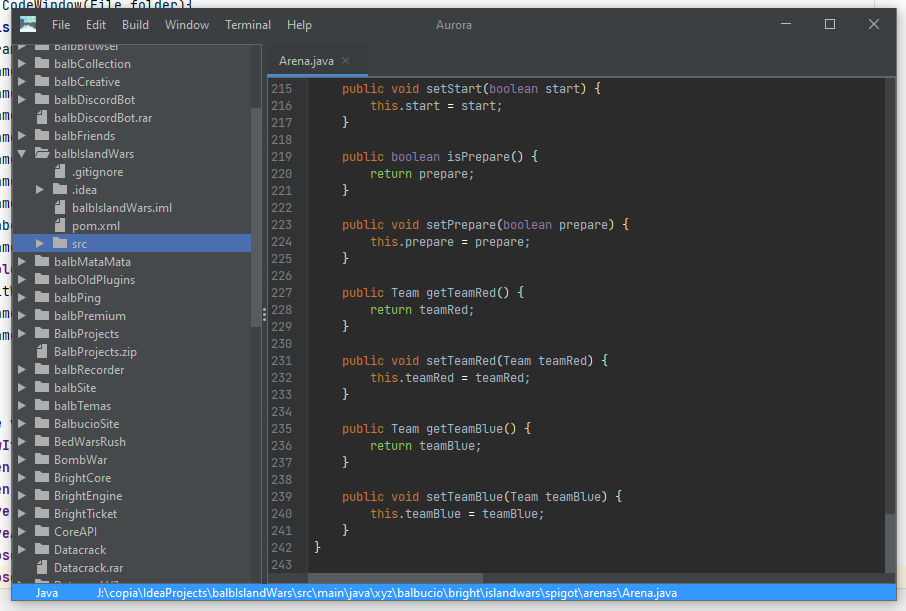 CodeWindow(File folder){
File Edit Build Window Terminal Help Aurora
balbBrowser
balbCollection
balbCreative
balbDiscordBot
balbDiscordBot.rar
balbFriends
balbIslandWars
.gitignore
.idea
balbIslandWars.iml
pom.xml
src
balbMataMata
balbOldPlugins
balbPing
balbPremium
BalbProjects
BalbProjects.zip
balbRecorder
balbSite
balbTemas
BalbucioSite
BedWarsRush
BombWar
BrightCore
BrightEngine
BrightTicket
CoreAPI
Datacrack
Datacrack.rar
Arena.java
215 public void setStart(boolean start) {
216 this.start = start;
217 }
218
219 public boolean isPrepare() {
220 return prepare;
221 }
222
223 public void setPrepare(boolean prepare) {
224 this.prepare = prepare;
225 }
226
227 public Team getTeamRed() {
228 return teamRed;
229 }
230
231 public void setTeamRed(Team teamRed) {
232 this.teamRed = teamRed;
233 }
234
235 public Team getTeamBlue() {
236 return teamBlue;
237 }
238
239 public void setTeamBlue(Team teamBlue) {
240 this.teamBlue = teamBlue;
241 }
242 }
243
Java J:\copia\IdeaProjects\balbIslandWars\src\main\java\xyz\balbucio\bright\islandwars\spigot\arenas\Arena.java